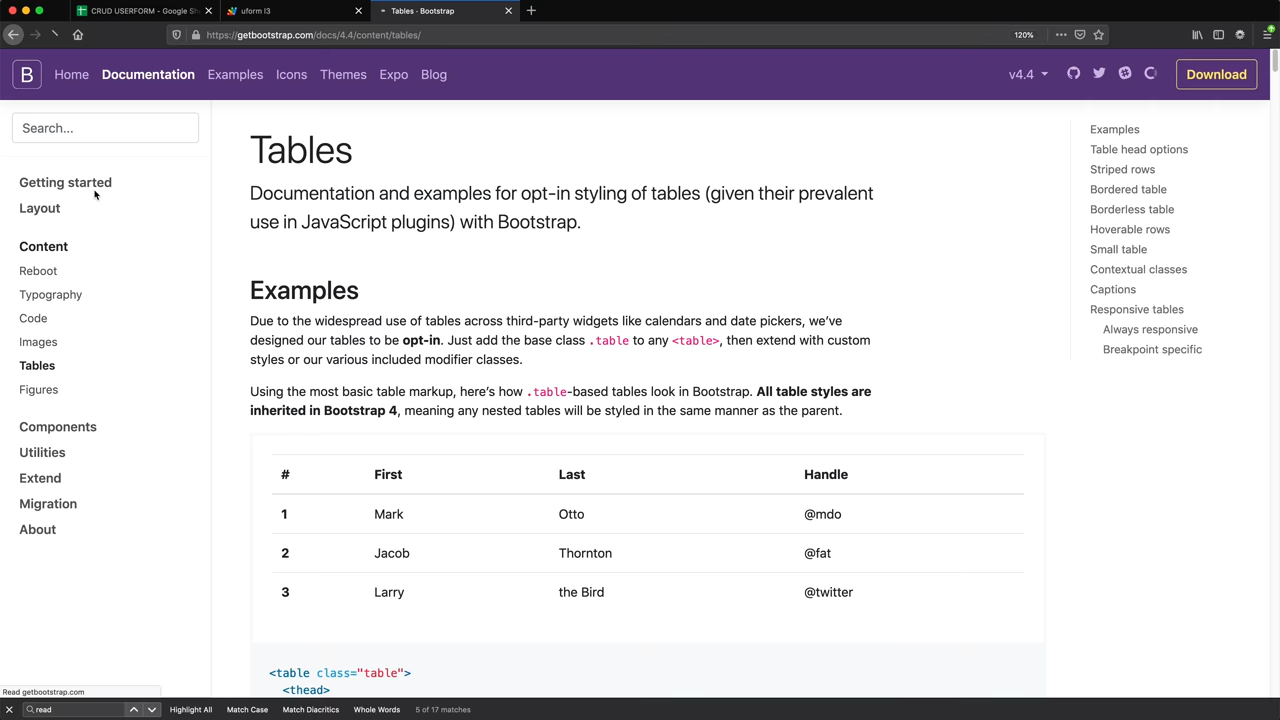 CRUD USERFORM - Google She
uform l3
Tables · Bootstrap
https://getbootstrap.com/docs/4.4/content/tables/
120%
B
Home
Documentation
Examples
Icons
Themes
Expo
Blog
v4.4
Download
Search...
Getting started
Layout
Content
Reboot
Typography
Code
Images
Tables
Figures
Components
Utilities
Extend
Migration
About
Tables
Documentation and examples for opt-in styling of tables (given their prevalent
use in JavaScript plugins) with Bootstrap.
Examples
Due to the widespread use of tables across third-party widgets like calendars and date pickers, we’ve
designed our tables to be opt-in. Just add the base class .table to any <table>, then extend with custom
styles or our various included modifier classes.
Using the most basic table markup, here’s how .table-based tables look in Bootstrap. All table styles are
inherited in Bootstrap 4, meaning any nested tables will be styled in the same manner as the parent.
# First Last Handle
1 Mark Otto @mdo
2 Jacob Thornton @fat
3 Larry the Bird @twitter
<table class="table">
<thead>
Examples
Table head options
Striped rows
Bordered table
Borderless table
Hoverable rows
Small table
Contextual classes
Captions
Responsive tables
Always responsive
Breakpoint specific
Read getbootstrap.com
read
Highlight All
Match Case
Match Diacritics
Whole Words
5 of 17 matches